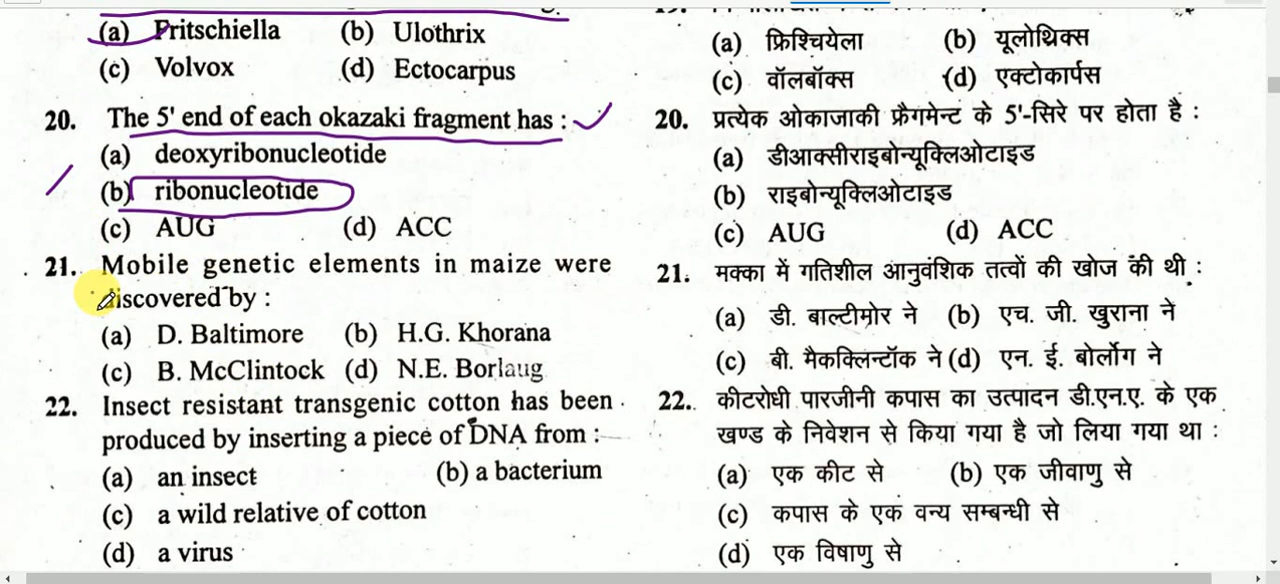 (a) Fritschiella (b) Ulothrix
(c) Volvox (d) Ectocarpus
20. The 5' end of each okazaki fragment has :
(a) deoxyribonucleotide
(b) ribonucleotide
(c) AUG (d) ACC
21. Mobile genetic elements in maize were
discovered by :
(a) D. Baltimore (b) H.G. Khorana
(c) B. McClintock (d) N.E. Borlaug
22. Insect resistant transgenic cotton has been
produced by inserting a piece of DNA from :
(a) an insect (b) a bacterium
(c) a wild relative of cotton
(d) a virus
(a) फ्रिश्चियेला (b) यूलोथ्रिक्स
(c) वॉलबॉक्स (d) एक्टोकार्पस
20. प्रत्येक ओकाजाकी फ्रैगमेन्ट के 5'-सिरे पर होता है :
(a) डीआक्सीराइबोन्यूक्लिओटाइड
(b) राइबोन्यूक्लिओटाइड
(c) AUG (d) ACC
21. मक्का में गतिशील आनुवंशिक तत्वों की खोज की थी :
(a) डी. बाल्टीमोर ने (b) एच. जी. खुराना ने
(c) बी. मैकक्लिन्टॉक ने (d) एन. ई. बोर्लोग ने
22. कीटरोधी पारजीनी कपास का उत्पादन डी.एन.ए. के एक
खण्ड के निवेशन से किया गया है जो लिया गया था :
(a) एक कीट से (b) एक जीवाणु से
(c) कपास के एक वन्य सम्बन्धी से
(d) एक विषाणु से